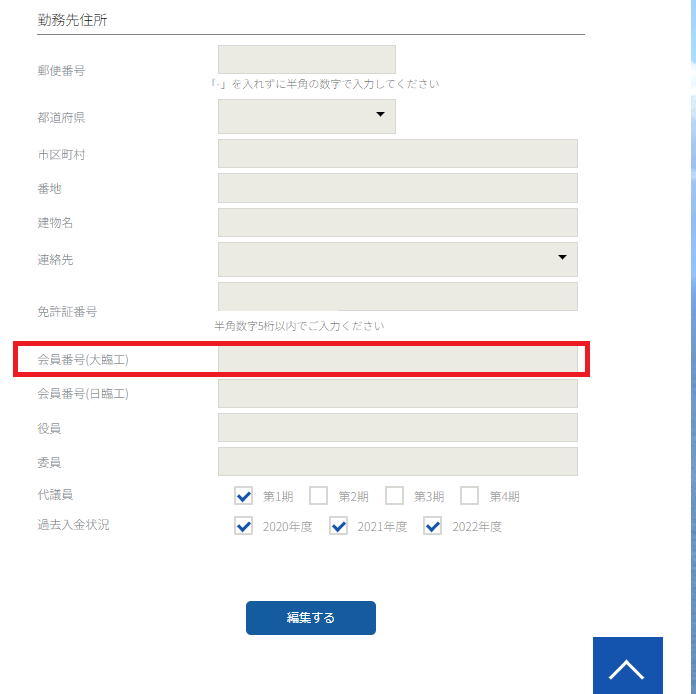 勤務先住所
郵便番号
「-」を入れずに半角の数字で入力してください
都道府県
市区町村
番地
建物名
連絡先
免許証番号
半角数字5桁以内でご入力ください
会員番号(大臨工)
会員番号(日臨工)
役員
委員
代議員 第1期 第2期 第3期 第4期
過去入金状況 2020年度 2021年度 2022年度
編集する